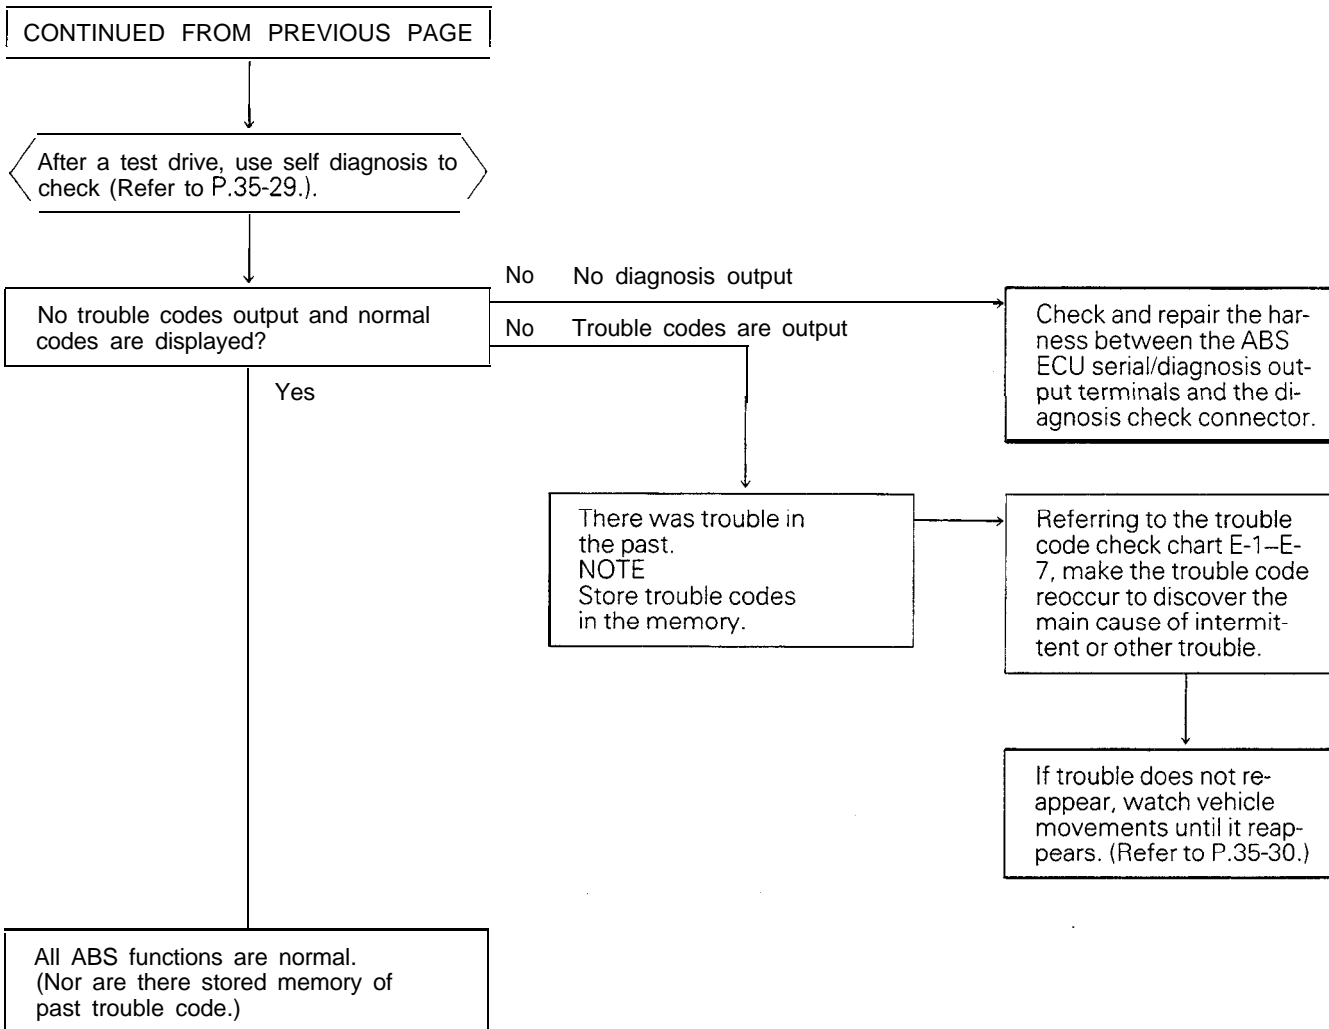 CONTINUED FROM PREVIOUS PAGE
After a test drive, use self diagnosis to
check (Refer to P.35-29.).
No trouble codes output and normal
codes are displayed?
No No diagnosis output
No Trouble codes are output
Yes
Check and repair the har-
ness between the ABS
ECU serial/diagnosis out-
put terminals and the di-
agnosis check connector.
There was trouble in
the past.
NOTE
Store trouble codes
in the memory.
Referring to the trouble
code check chart E-1–E-
7, make the trouble code
reoccur to discover the
main cause of intermit-
tent or other trouble.
If trouble does not re-
appear, watch vehicle
movements until it reap-
pears. (Refer to P.35-30.)
All ABS functions are normal.
(Nor are there stored memory of
past trouble code.)